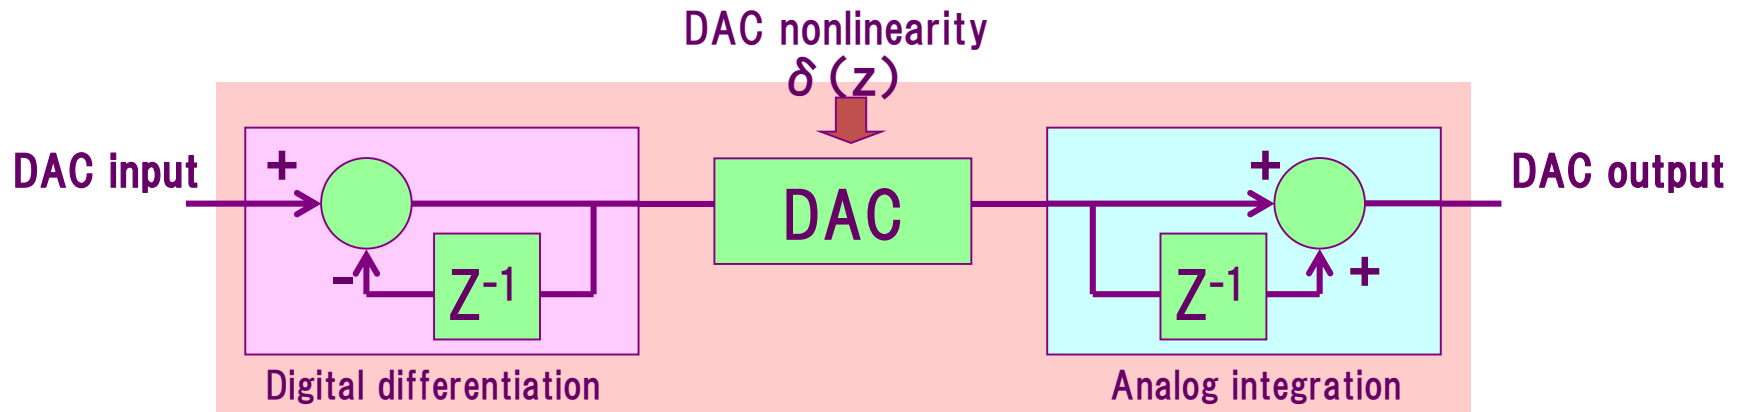 DAC nonlinearity
δ(z)
DAC input
+
-
Z-1
DAC
+
+
Z-1
DAC output
Digital differentiation
Analog integration